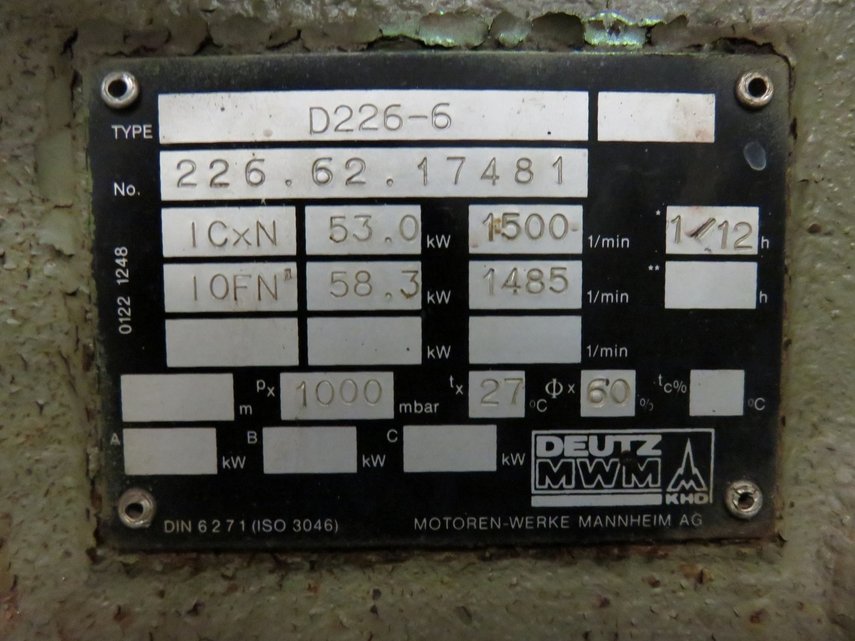 TYPE D226-6
No. 226.62.17481
ICxN 53.0 kW 1500 1/min * 1/12 h
IOFN 58.3 kW 1485 1/min ** h
kW 1/min
0122 1248
m px 1000 mbar tx 27 °C Φx 60 % tc% °C
A kW B kW C kW
DEUTZ
MWM
KHD
DIN 6271 (ISO 3046) MOTOREN-WERKE MANNHEIM AG